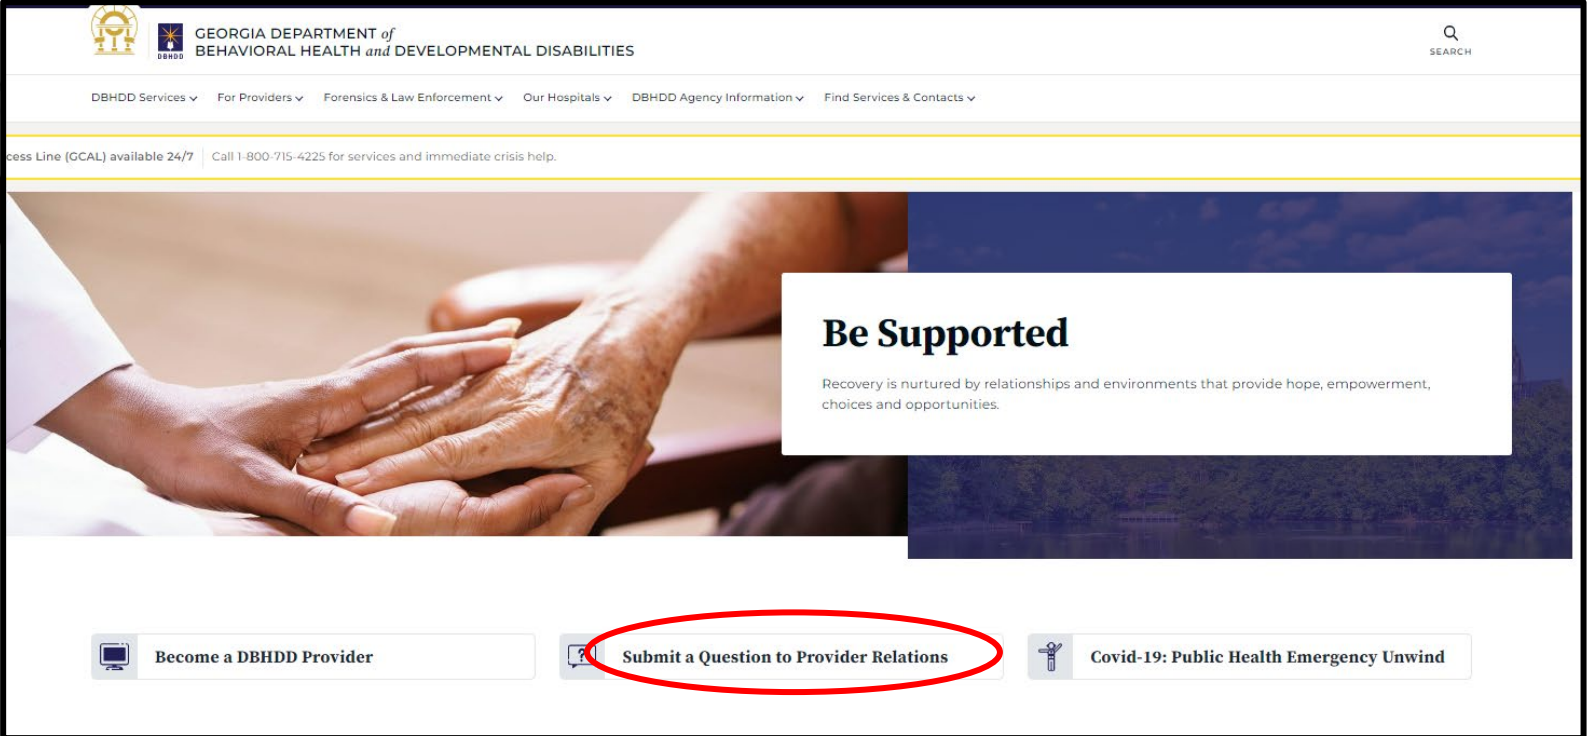 GEORGIA DEPARTMENT of
BEHAVIORAL HEALTH and DEVELOPMENTAL DISABILITIES
DBHDD
SEARCH
DBHDD Services For Providers Forensics & Law Enforcement Our Hospitals DBHDD Agency Information Find Services & Contacts
cess Line (GCAL) available 24/7 Call 1-800-715-4225 for services and immediate crisis help.
Be Supported
Recovery is nurtured by relationships and environments that provide hope, empowerment,
choices and opportunities.
Become a DBHDD Provider
? Submit a Question to Provider Relations
Covid-19: Public Health Emergency Unwind